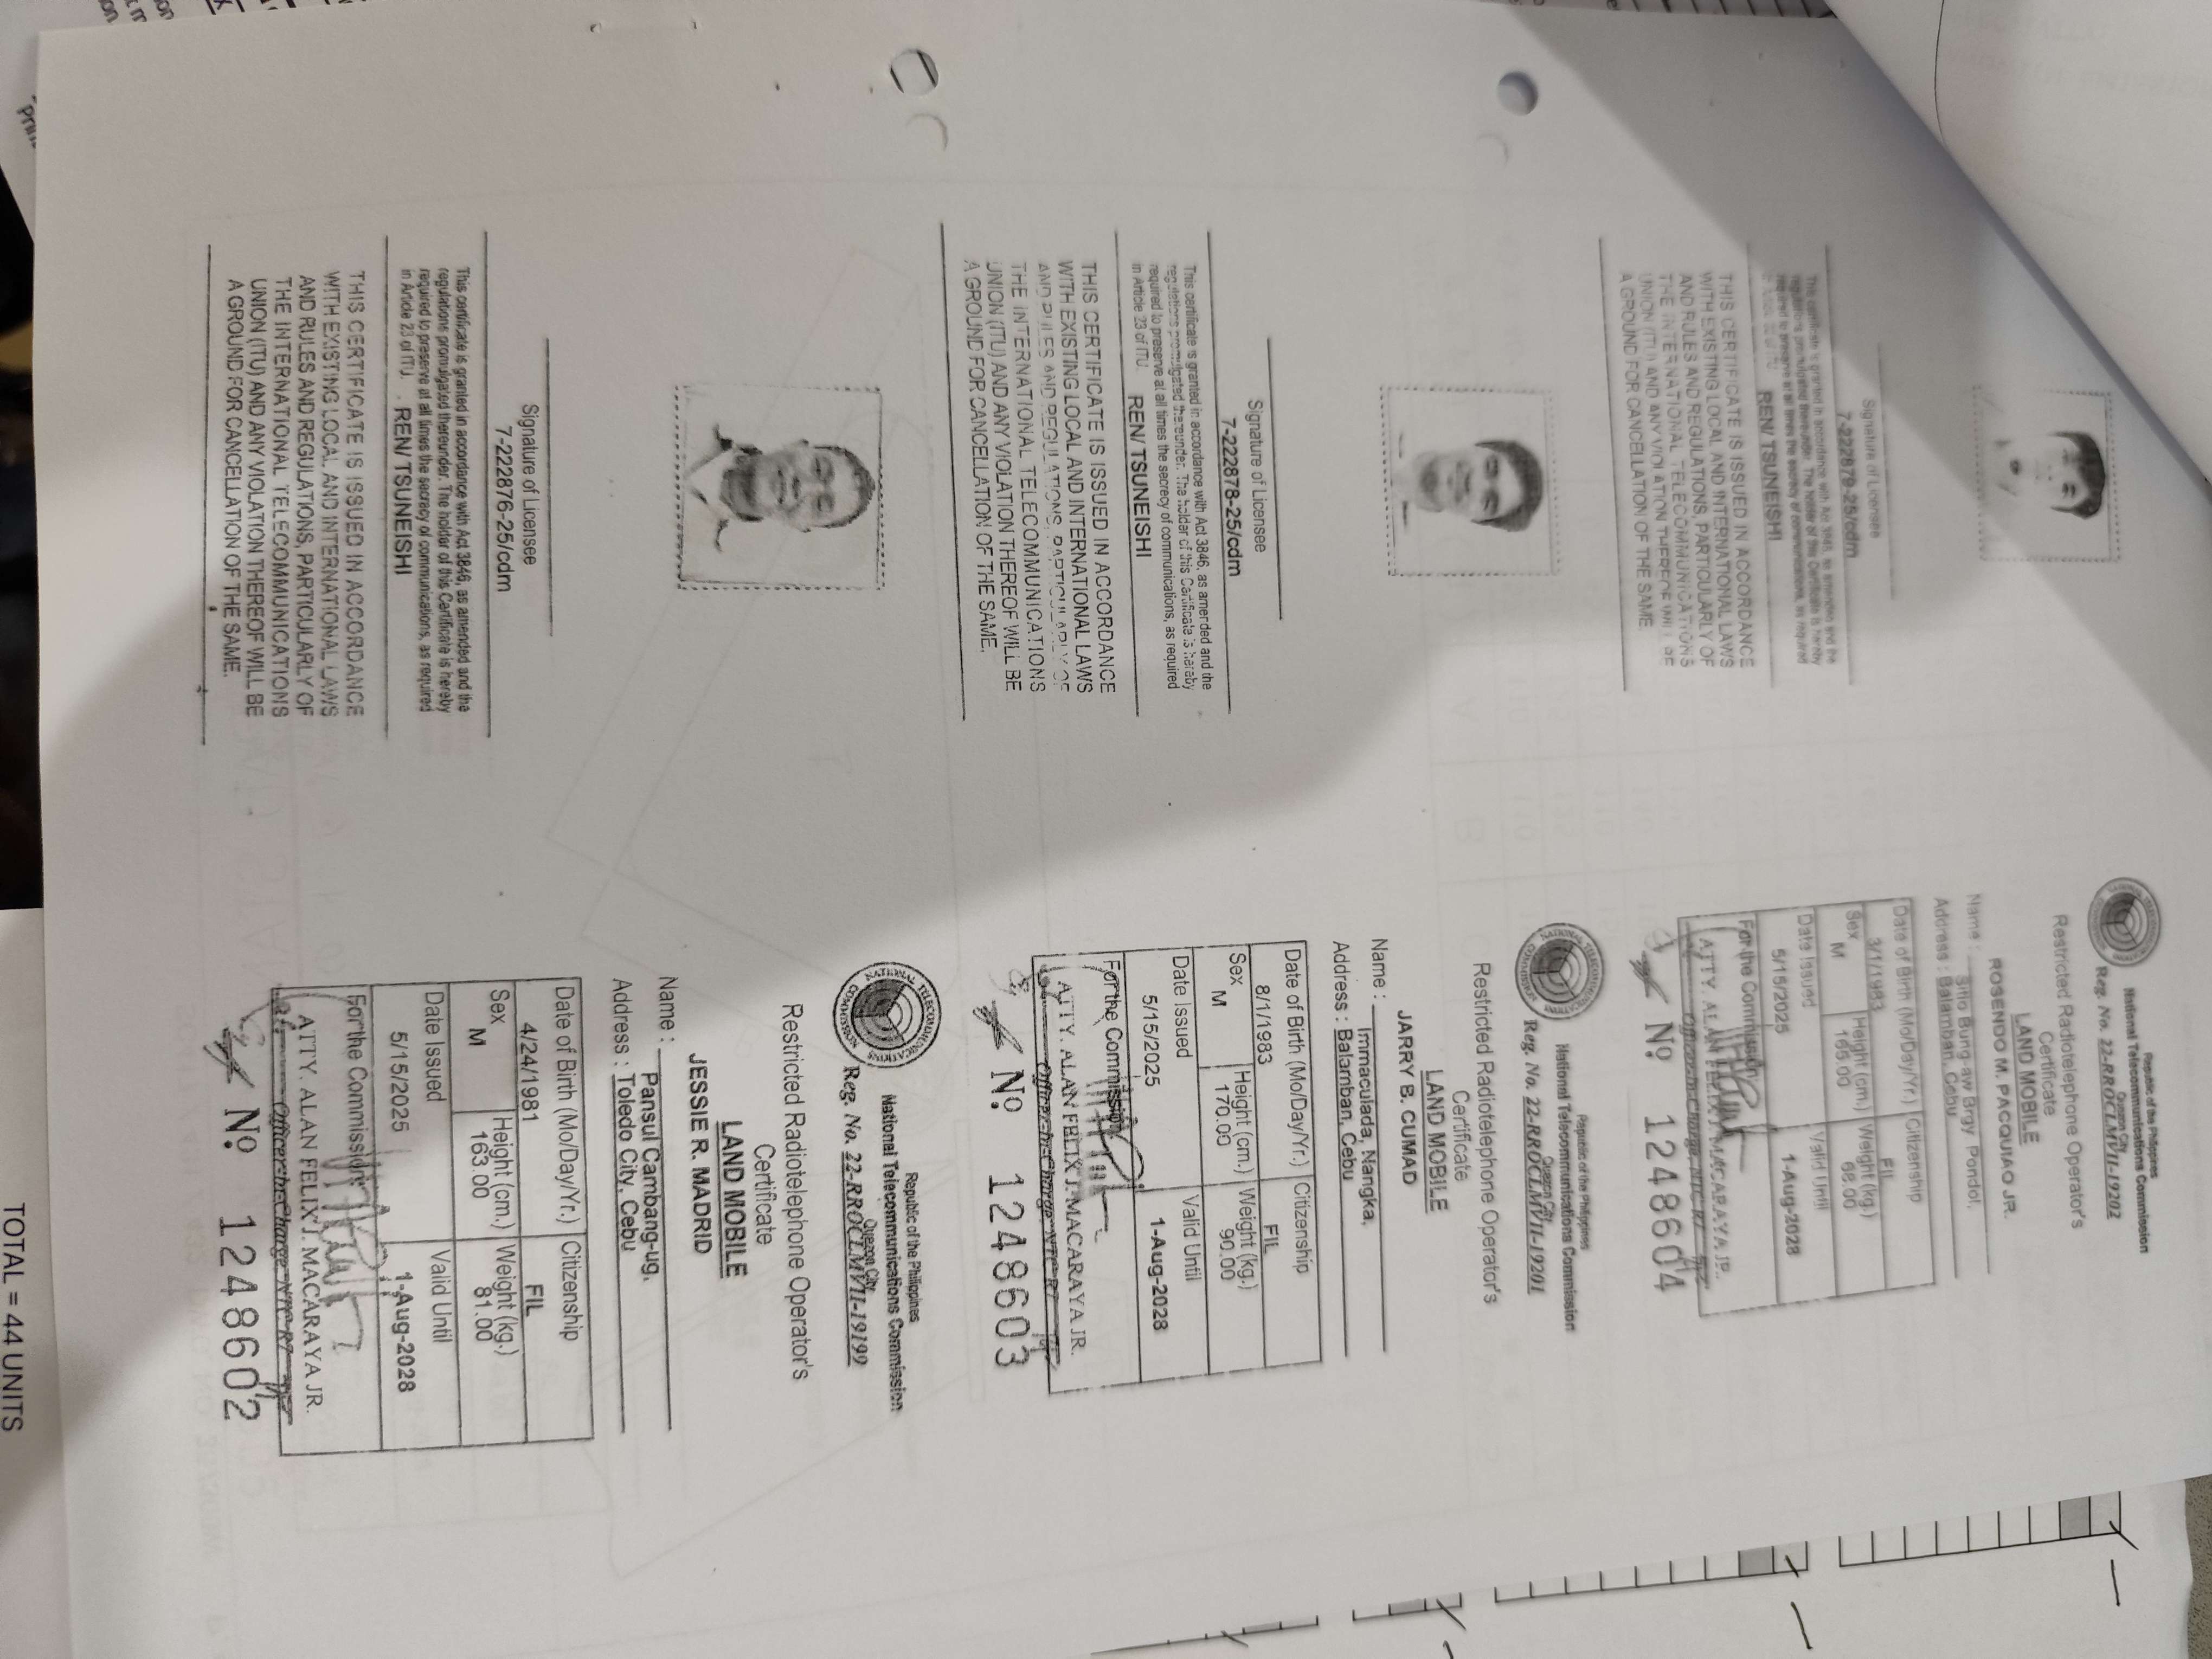 Republic of the Philippines
National Telecommunications Commission
Quezon City
Reg. No. 22-RROCLMVII-19202
Restricted Radiotelephone Operator's
Certificate
LAND MOBILE
ROSENDO M. PACQUIAO JR.
Name : Sitio Bung-aw Brgy Pondol,
Address : Balamban, Cebu
Date of Birth (Mo/Day/Yr.) Citizenship
3/1/1983 FIL
Sex Height (cm.) Weight (kg.)
M 165.00 68.00
Date Issued Valid Until
5/15/2025 1-Aug-2028
For the Commission
ATTY. ALAN FELIX J. MACARAYA JR.
Officer-In-Charge, NTC R7
No 1248604
Signature of Licensee
7-222879-25/cdm
This certificate is granted in accordance with Act 3846, as amended and the
regulations promulgated thereunder. The holder of this Certificate is hereby
required to preserve at all times the secrecy of communications, as required
REN/ TSUNEISHI
THIS CERTIFICATE IS ISSUED IN ACCORDANCE
WITH EXISTING LOCAL AND INTERNATIONAL LAWS
AND RULES AND REGULATIONS, PARTICULARLY OF
THE INTERNATIONAL TELECOMMUNICATIONS
UNION (ITU) AND ANY VIOLATION THEREOF WILL BE
A GROUND FOR CANCELLATION OF THE SAME.
Republic of the Philippines
National Telecommunications Commission
Quezon City
Reg. No. 22-RROCLMVII-19201
Restricted Radiotelephone Operator's
Certificate
LAND MOBILE
JARRY B. CUMAD
Name : Immaculada, Nangka,
Address : Balamban, Cebu
Date of Birth (Mo/Day/Yr.) Citizenship
8/1/1983 FIL
Sex Height (cm.) Weight (kg.)
M 170.00 90.00
Date Issued Valid Until
5/15/2025 1-Aug-2028
For the Commission
ATTY. ALAN FELIX J. MACARAYA JR.
Officer-In-Charge, NTC R7
No 1248603
Signature of Licensee
7-222878-25/cdm
This certificate is granted in accordance with Act 3846, as amended and the
regulations promulgated thereunder. The holder of this Certificate is hereby
required to preserve at all times the secrecy of communications, as required
in Article 23 of ITU. REN/ TSUNEISHI
THIS CERTIFICATE IS ISSUED IN ACCORDANCE
WITH EXISTING LOCAL AND INTERNATIONAL LAWS
AND RULES AND REGULATIONS, PARTICULARLY OF
THE INTERNATIONAL TELECOMMUNICATIONS
UNION (ITU) AND ANY VIOLATION THEREOF WILL BE
A GROUND FOR CANCELLATION OF THE SAME.
NATIONAL TELECOMMUNICATIONS COMMISSION
Republic of the Philippines
National Telecommunications Commission
Quezon City
Reg. No. 22-RROCLMVII-19199
Restricted Radiotelephone Operator's
Certificate
LAND MOBILE
JESSIE R. MADRID
Name : Pansul Cambang-ug,
Address : Toledo City, Cebu
Date of Birth (Mo/Day/Yr.) Citizenship
4/24/1981 FIL
Sex Height (cm.) Weight (kg.)
M 163.00 81.00
Date Issued Valid Until
5/15/2025 1-Aug-2028
For the Commission
ATTY. ALAN FELIX J. MACARAYA JR.
Officer-In-Charge, NTC R7
No 1248602
Signature of Licensee
7-222876-25/cdm
This certificate is granted in accordance with Act 3846, as amended and the
regulations promulgated thereunder. The holder of this Certificate is hereby
required to preserve at all times the secrecy of communications, as required
in Article 23 of ITU. REN/ TSUNEISHI
THIS CERTIFICATE IS ISSUED IN ACCORDANCE
WITH EXISTING LOCAL AND INTERNATIONAL LAWS
AND RULES AND REGULATIONS, PARTICULARLY OF
THE INTERNATIONAL TELECOMMUNICATIONS
UNION (ITU) AND ANY VIOLATION THEREOF WILL BE
A GROUND FOR CANCELLATION OF THE SAME.
TOTAL = 44 UNITS